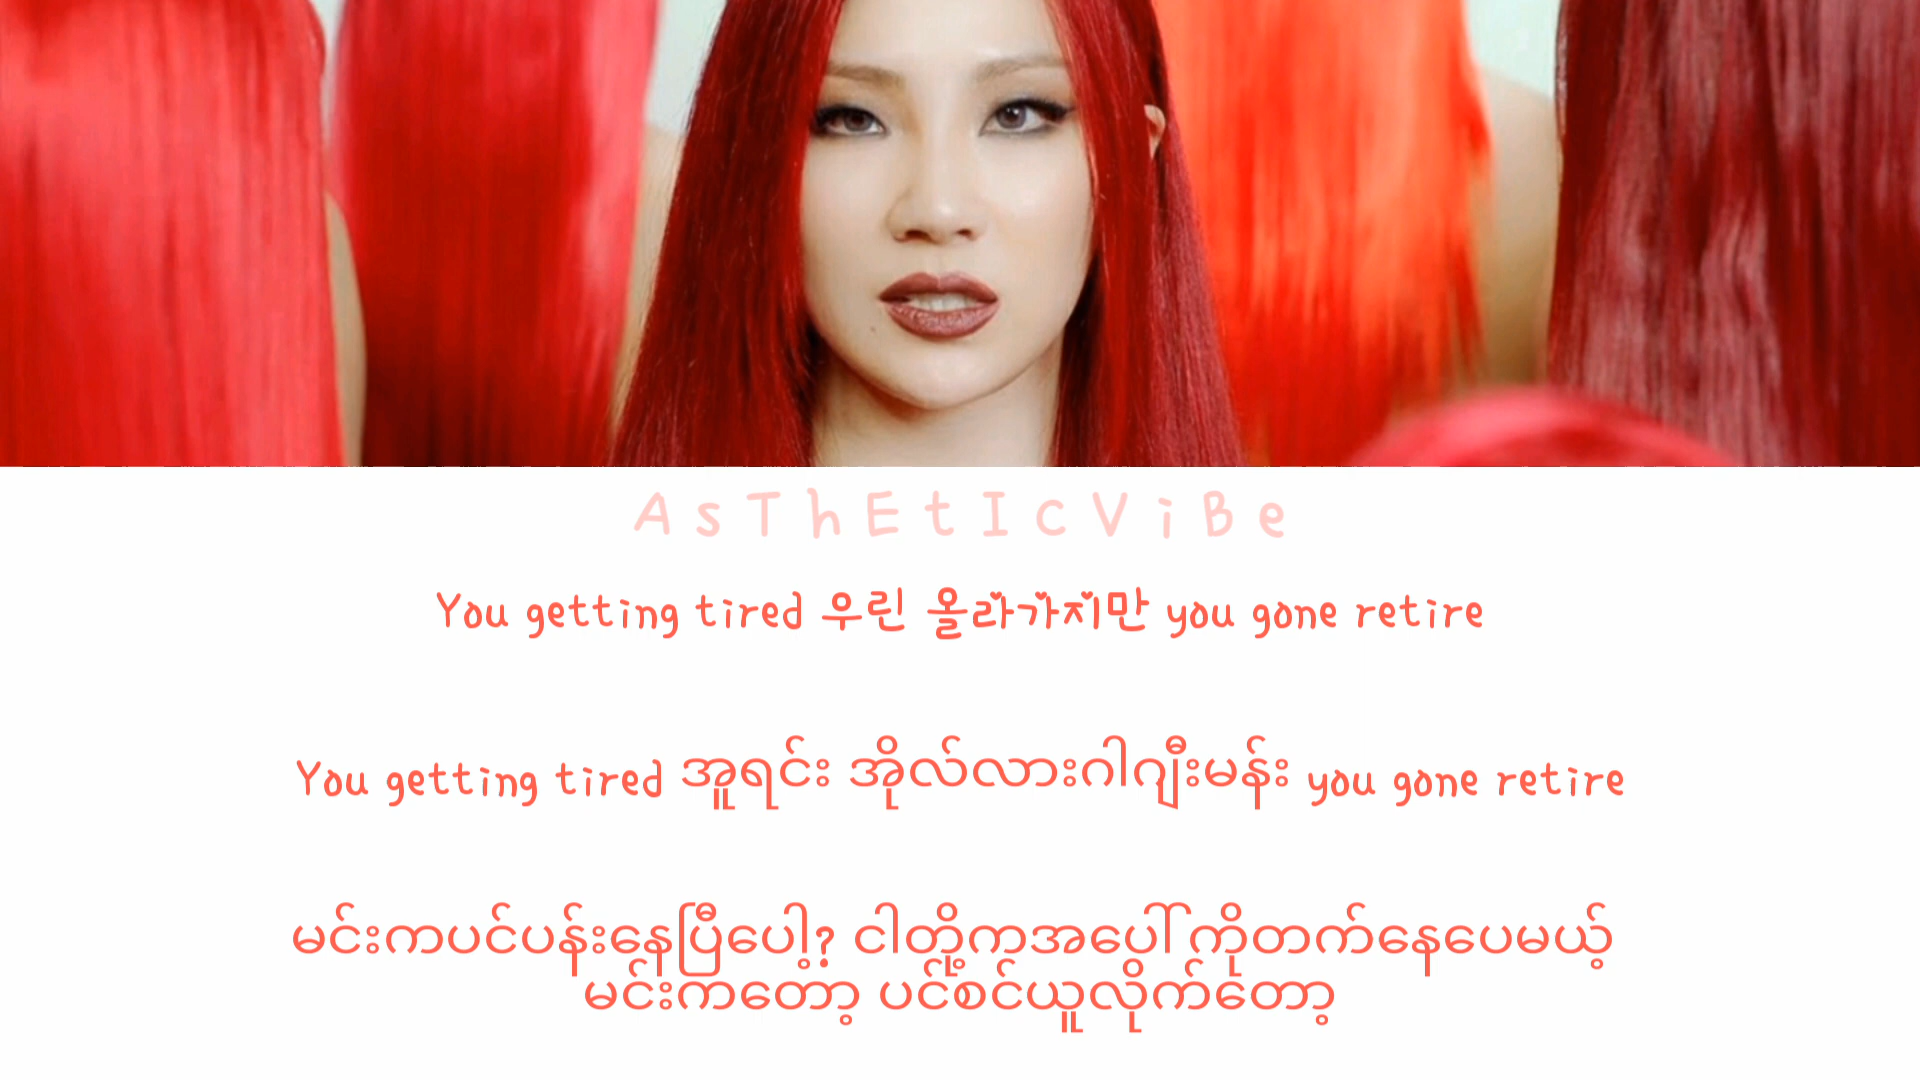 AsThEtIcViBe
You getting tired 우린 올라가지만 you gone retire
You getting tired အူရင်း အိုလ်လားဂါဂျီးမန်း you gone retire
မင်းကပင်ပန်းနေပြီပေါ့? ငါတို့ကအပေါ်ကိုတက်နေပေမယ့်
မင်းကတော့ ပင်စင်ယူလိုက်တော့